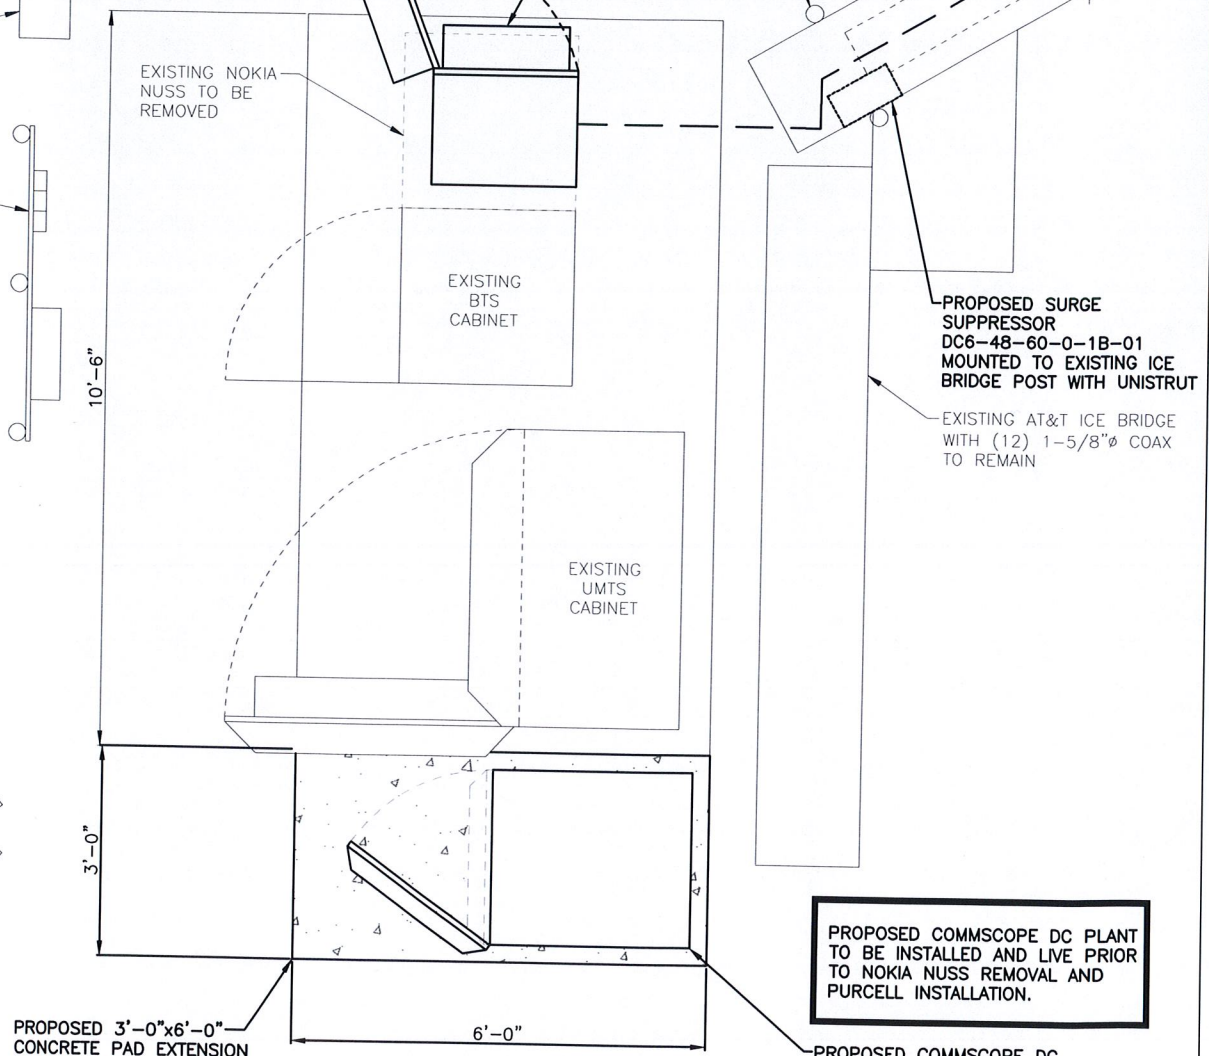 EXISTING NOKIA
NUSS TO BE
REMOVED
EXISTING
BTS
CABINET
10'-6"
PROPOSED SURGE
SUPPRESSOR
DC6-48-60-0-1B-01
MOUNTED TO EXISTING ICE
BRIDGE POST WITH UNISTRUT
EXISTING AT&T ICE BRIDGE
WITH (12) 1-5/8"ø COAX
TO REMAIN
EXISTING
UMTS
CABINET
3'-0"
PROPOSED COMMSCOPE DC PLANT
TO BE INSTALLED AND LIVE PRIOR
TO NOKIA NUSS REMOVAL AND
PURCELL INSTALLATION.
PROPOSED 3'-0"x6'-0"
CONCRETE PAD EXTENSION
6'-0"
PROPOSED COMMSCOPE DC